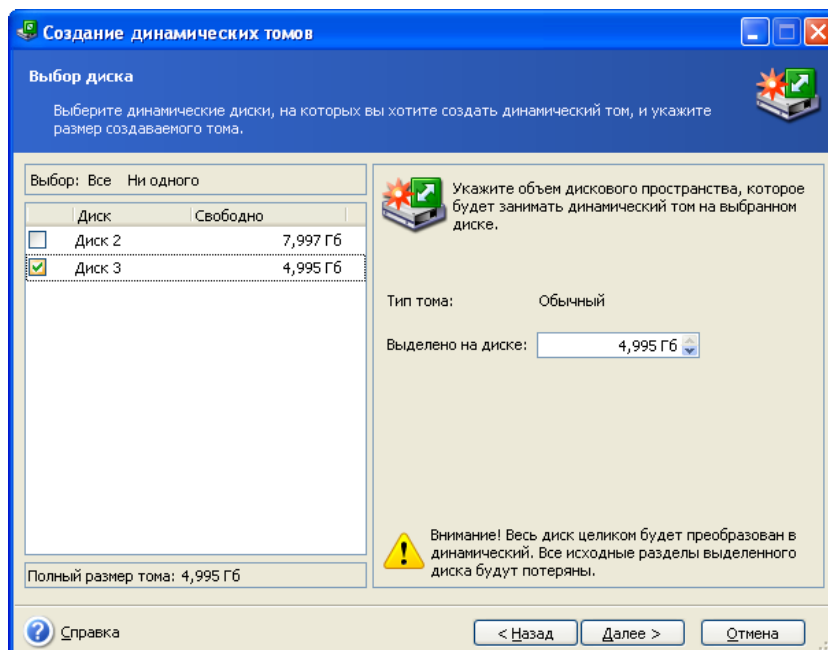 Создание динамических томов
Выбор диска
Выберите динамические диски, на которых вы хотите создать динамический том, и укажите
размер создаваемого тома.
Выбор: Все Ни одного
Диск Свободно
Диск 2 7,997 Гб
Диск 3 4,995 Гб
Полный размер тома: 4,995 Гб
Укажите объем дискового пространства, которое
будет занимать динамический том на выбранном
диске.
Тип тома: Обычный
Выделено на диске: 4,995 Гб
Внимание! Весь диск целиком будет преобразован в
динамический. Все исходные разделы выделенного
диска будут потеряны.
Справка
< Назад Далее > Отмена